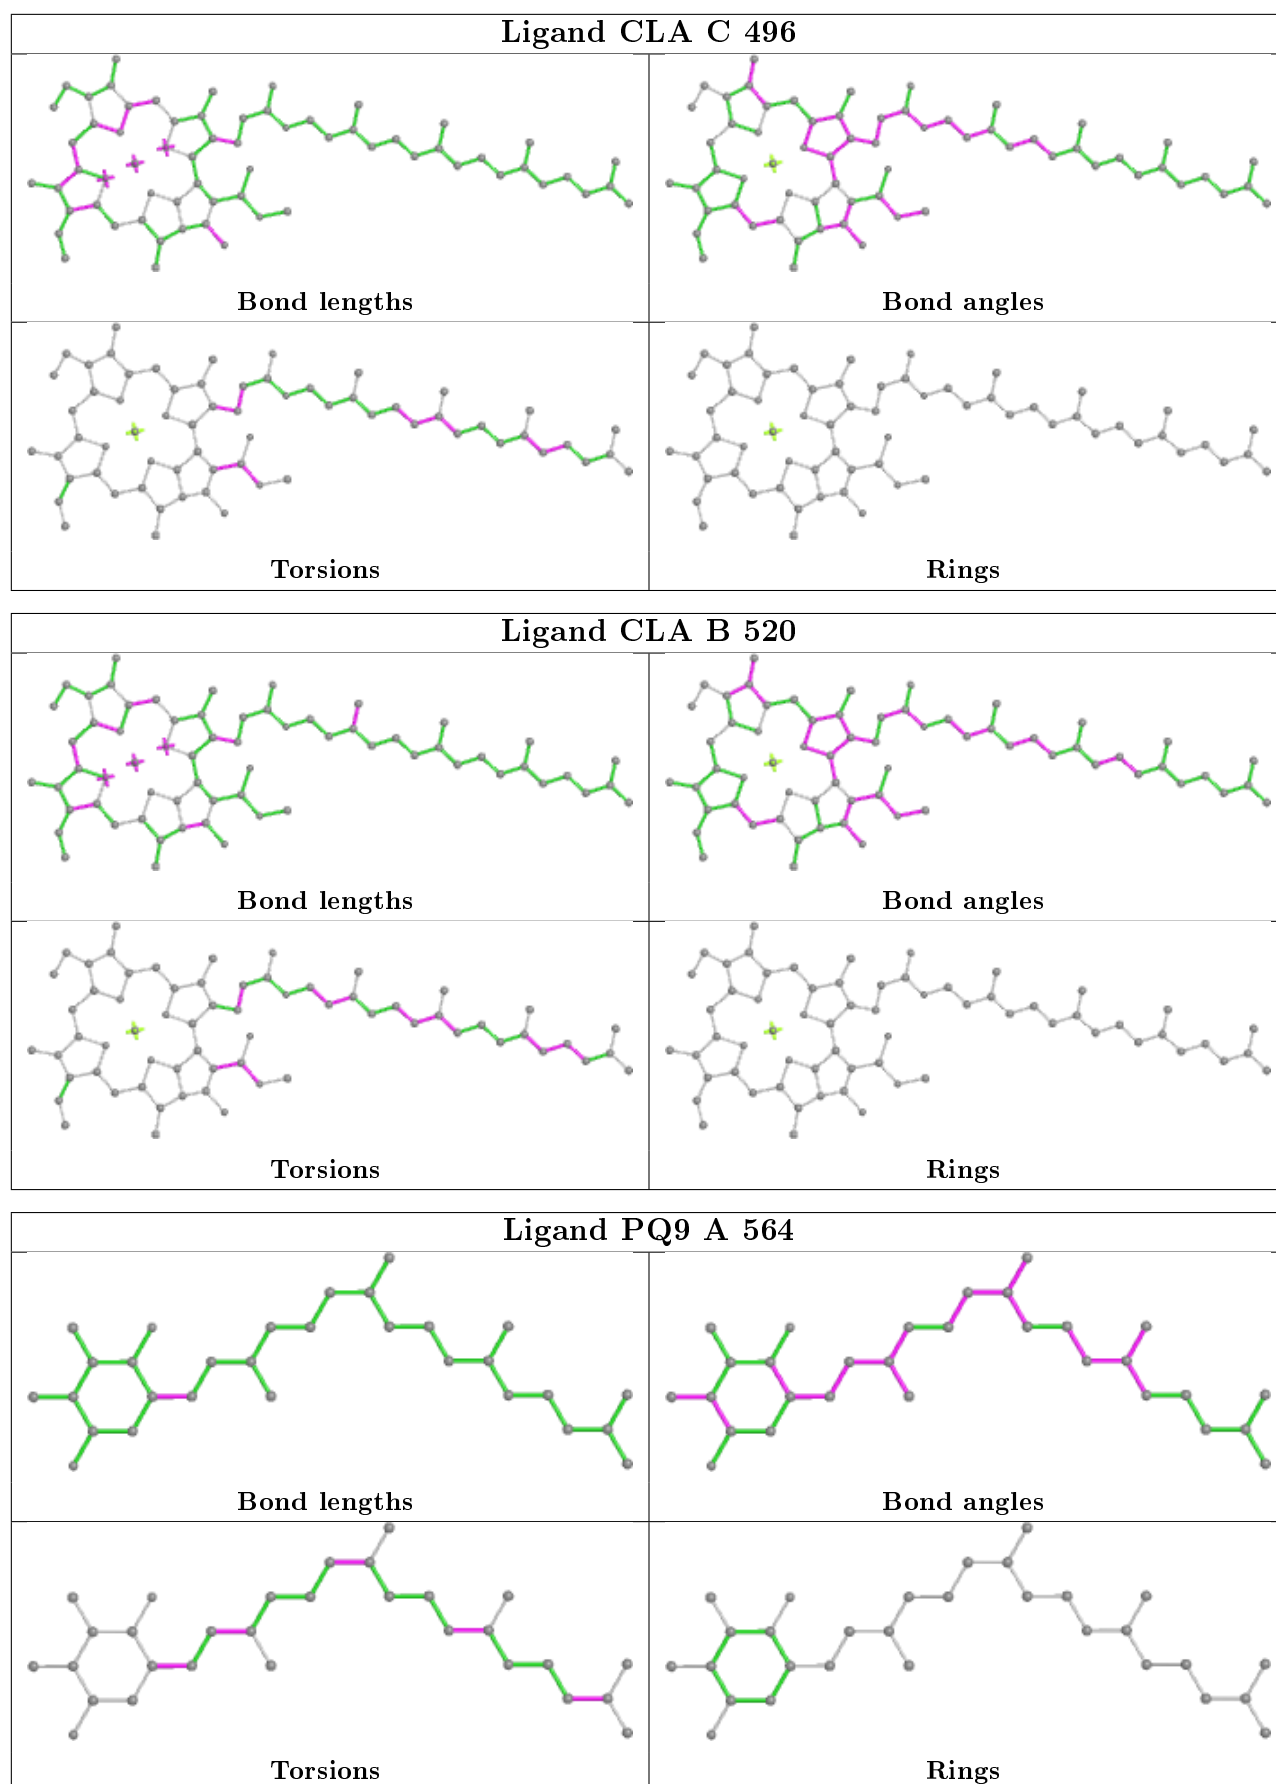 Ligand CLA C 496
Bond lengths
Bond angles
Torsions
Rings
Ligand CLA B 520
Bond lengths
Bond angles
Torsions
Rings
Ligand PQ9 A 564
Bond lengths
Bond angles
Torsions
Rings